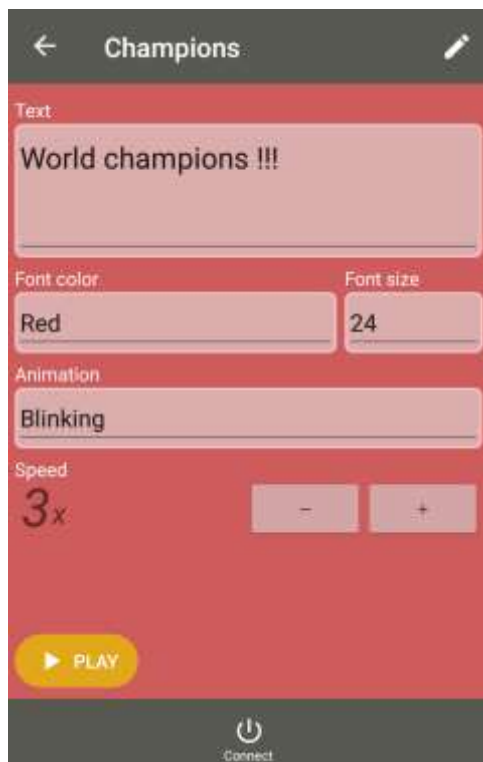 Champions
Text
World champions !!!
Font color Font size
Red 24
Animation
Blinking
Speed
3x
- +
PLAY
Connect